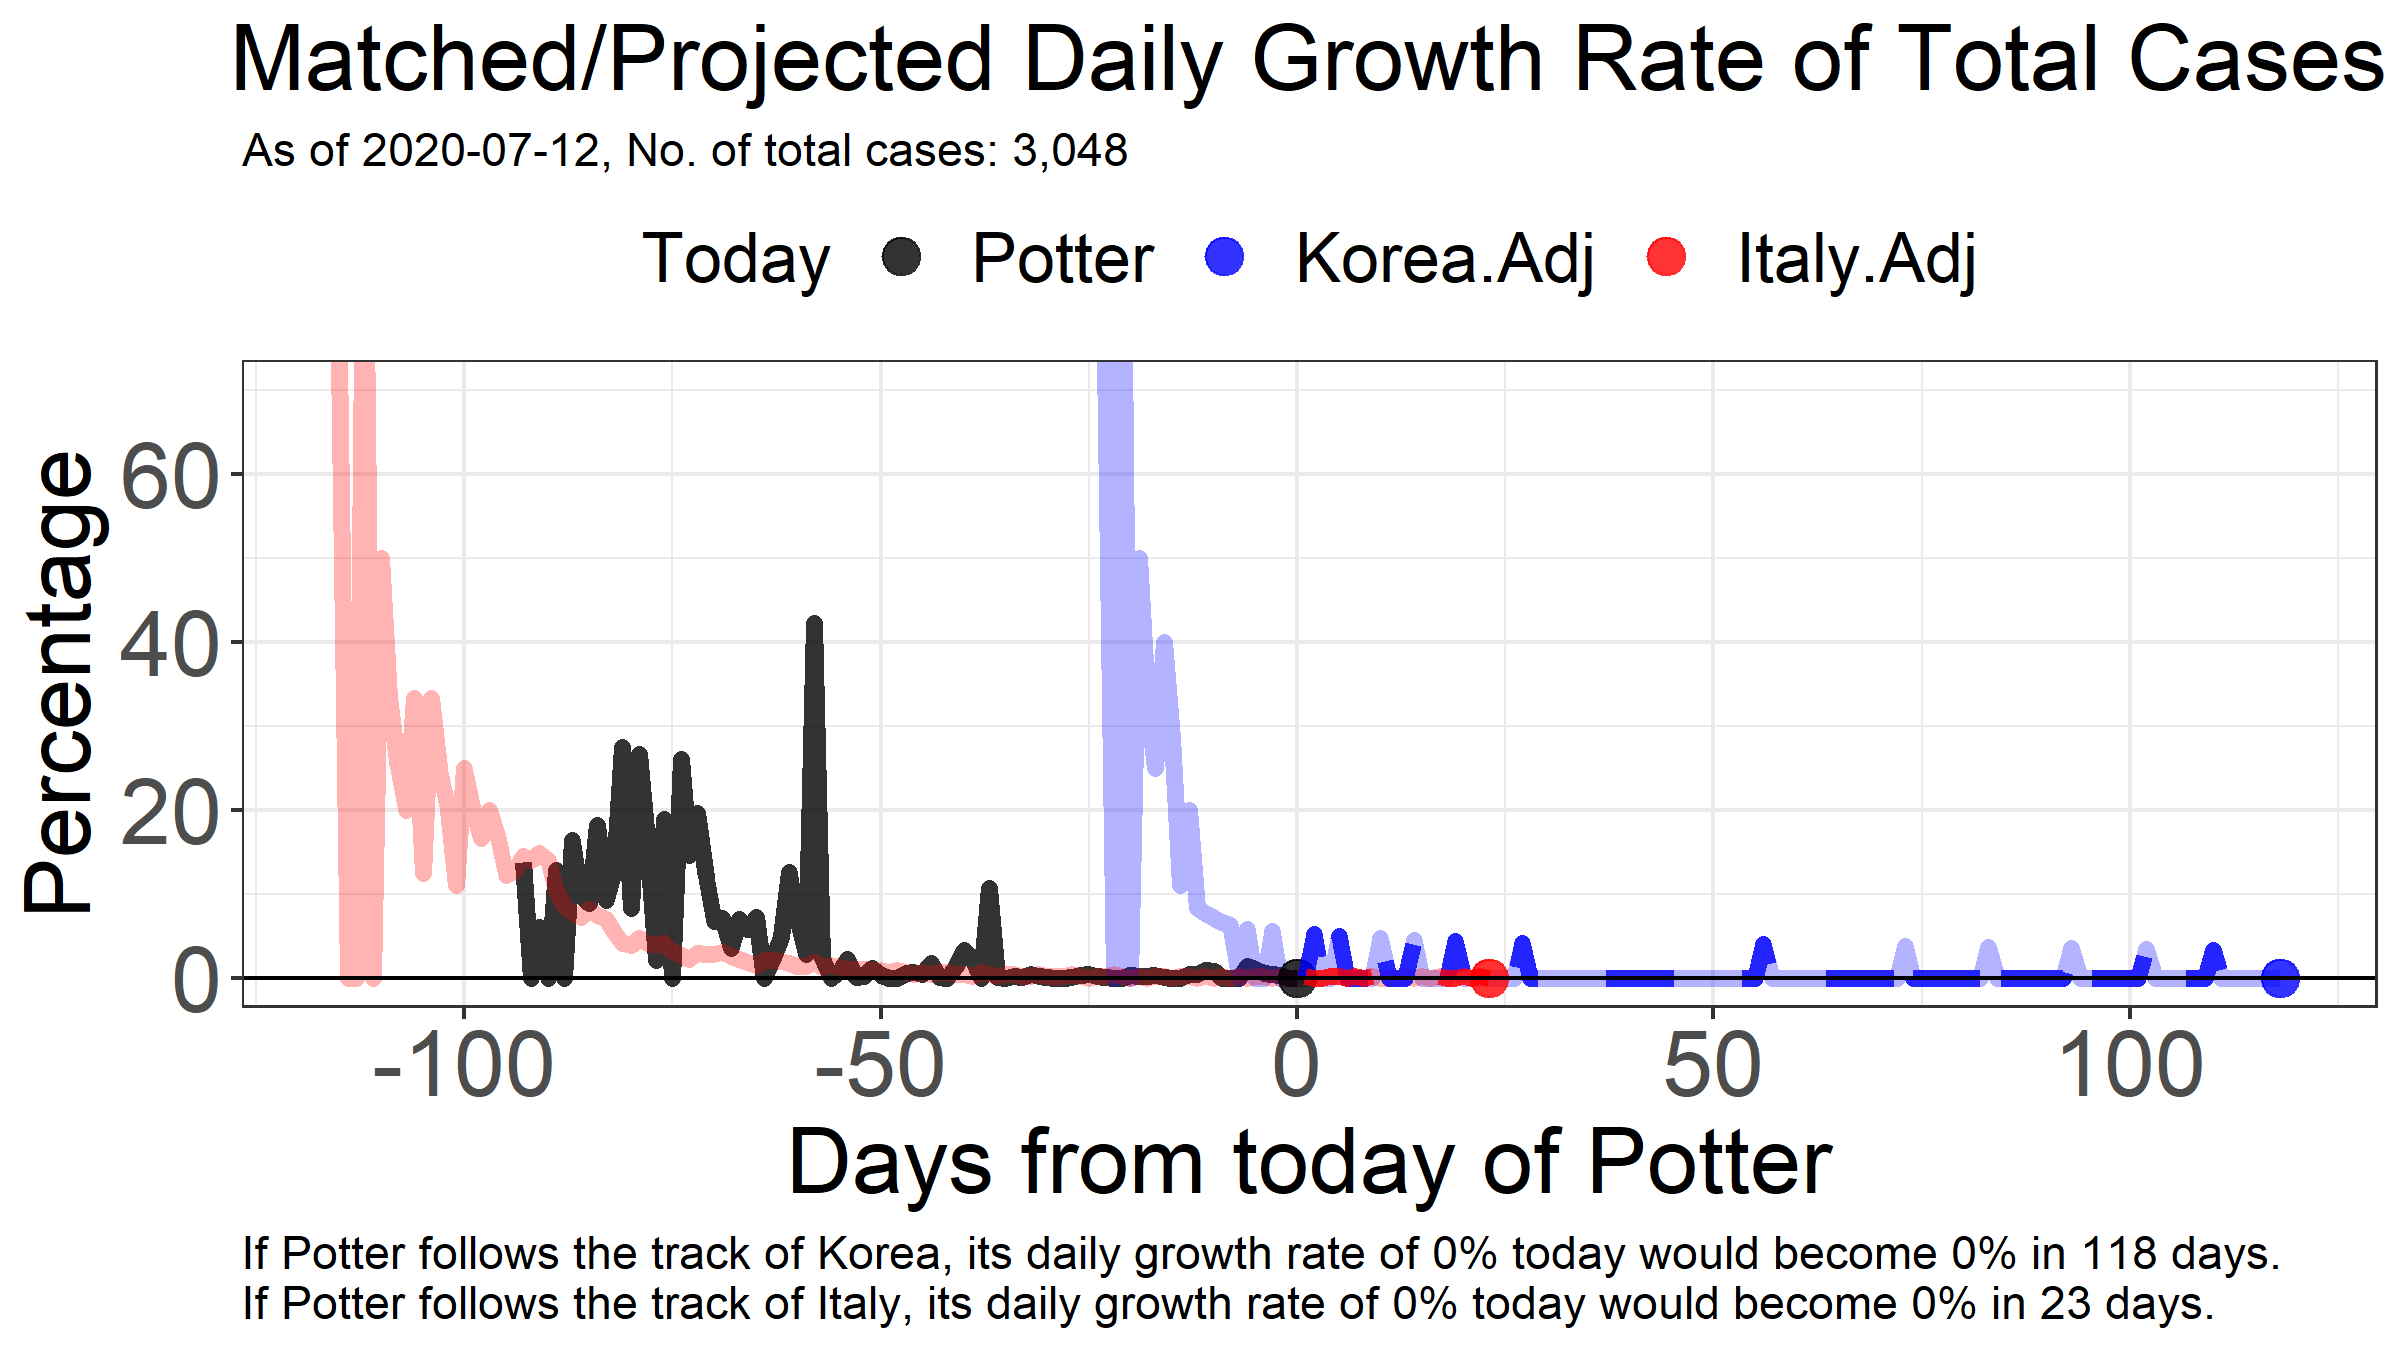 Matched/Projected Daily Growth Rate of Total Cases
As of 2020-07-12, No. of total cases: 3,048
Today Potter Korea.Adj Italy.Adj
Percentage
60
40
20
0
-100 -50 0 50 100
Days from today of Potter
If Potter follows the track of Korea, its daily growth rate of 0% today would become 0% in 118 days.
If Potter follows the track of Italy, its daily growth rate of 0% today would become 0% in 23 days.